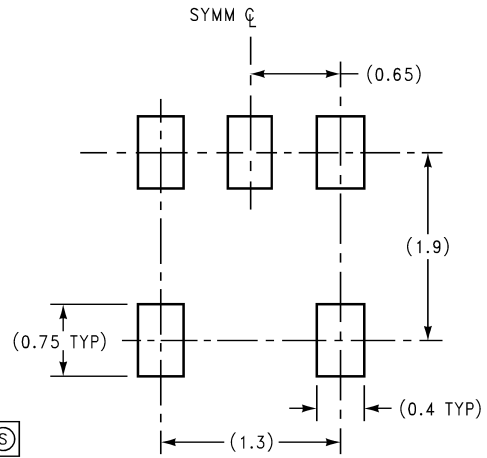 SYMM ℄
(0.65)
(1.9)
(0.75 TYP)
(0.4 TYP)
(1.3)
Ⓢ